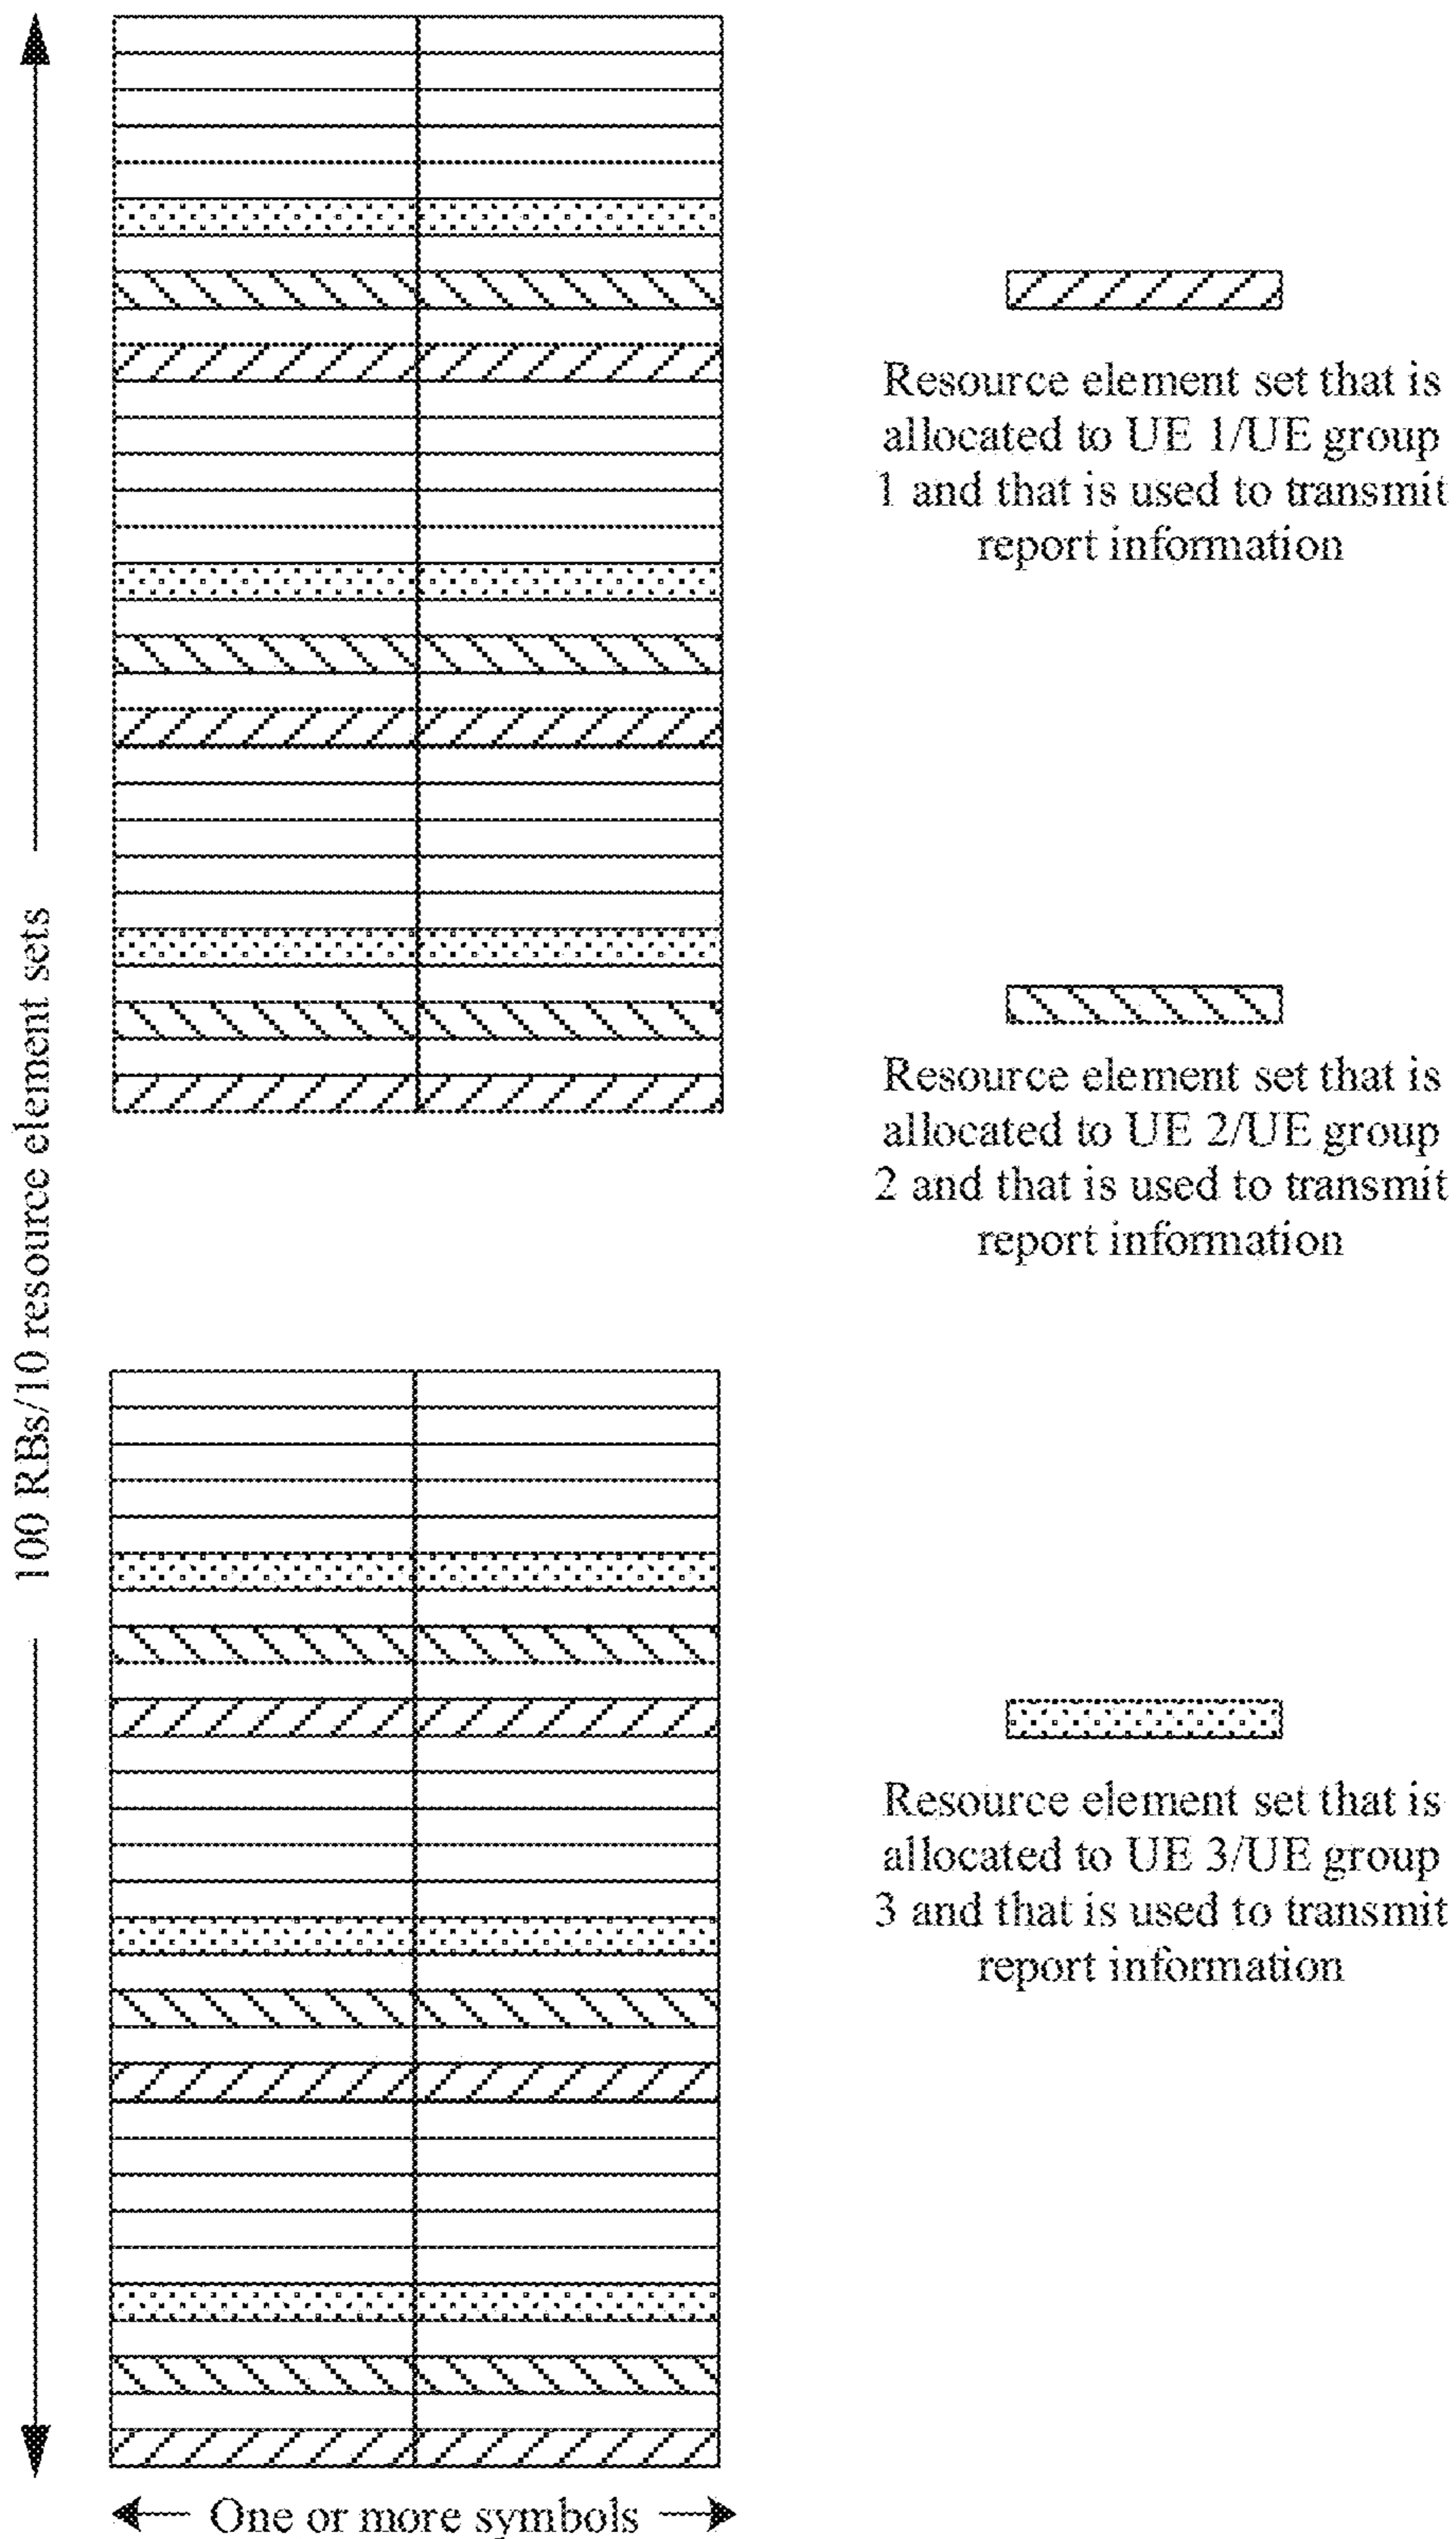 100 RBs/10 resource element sets
Resource element set that is
allocated to UE 1/UE group
1 and that is used to transmit
report information
Resource element set that is
allocated to UE 2/UE group
2 and that is used to transmit
report information
Resource element set that is
allocated to UE 3/UE group
3 and that is used to transmit
report information
One or more symbols